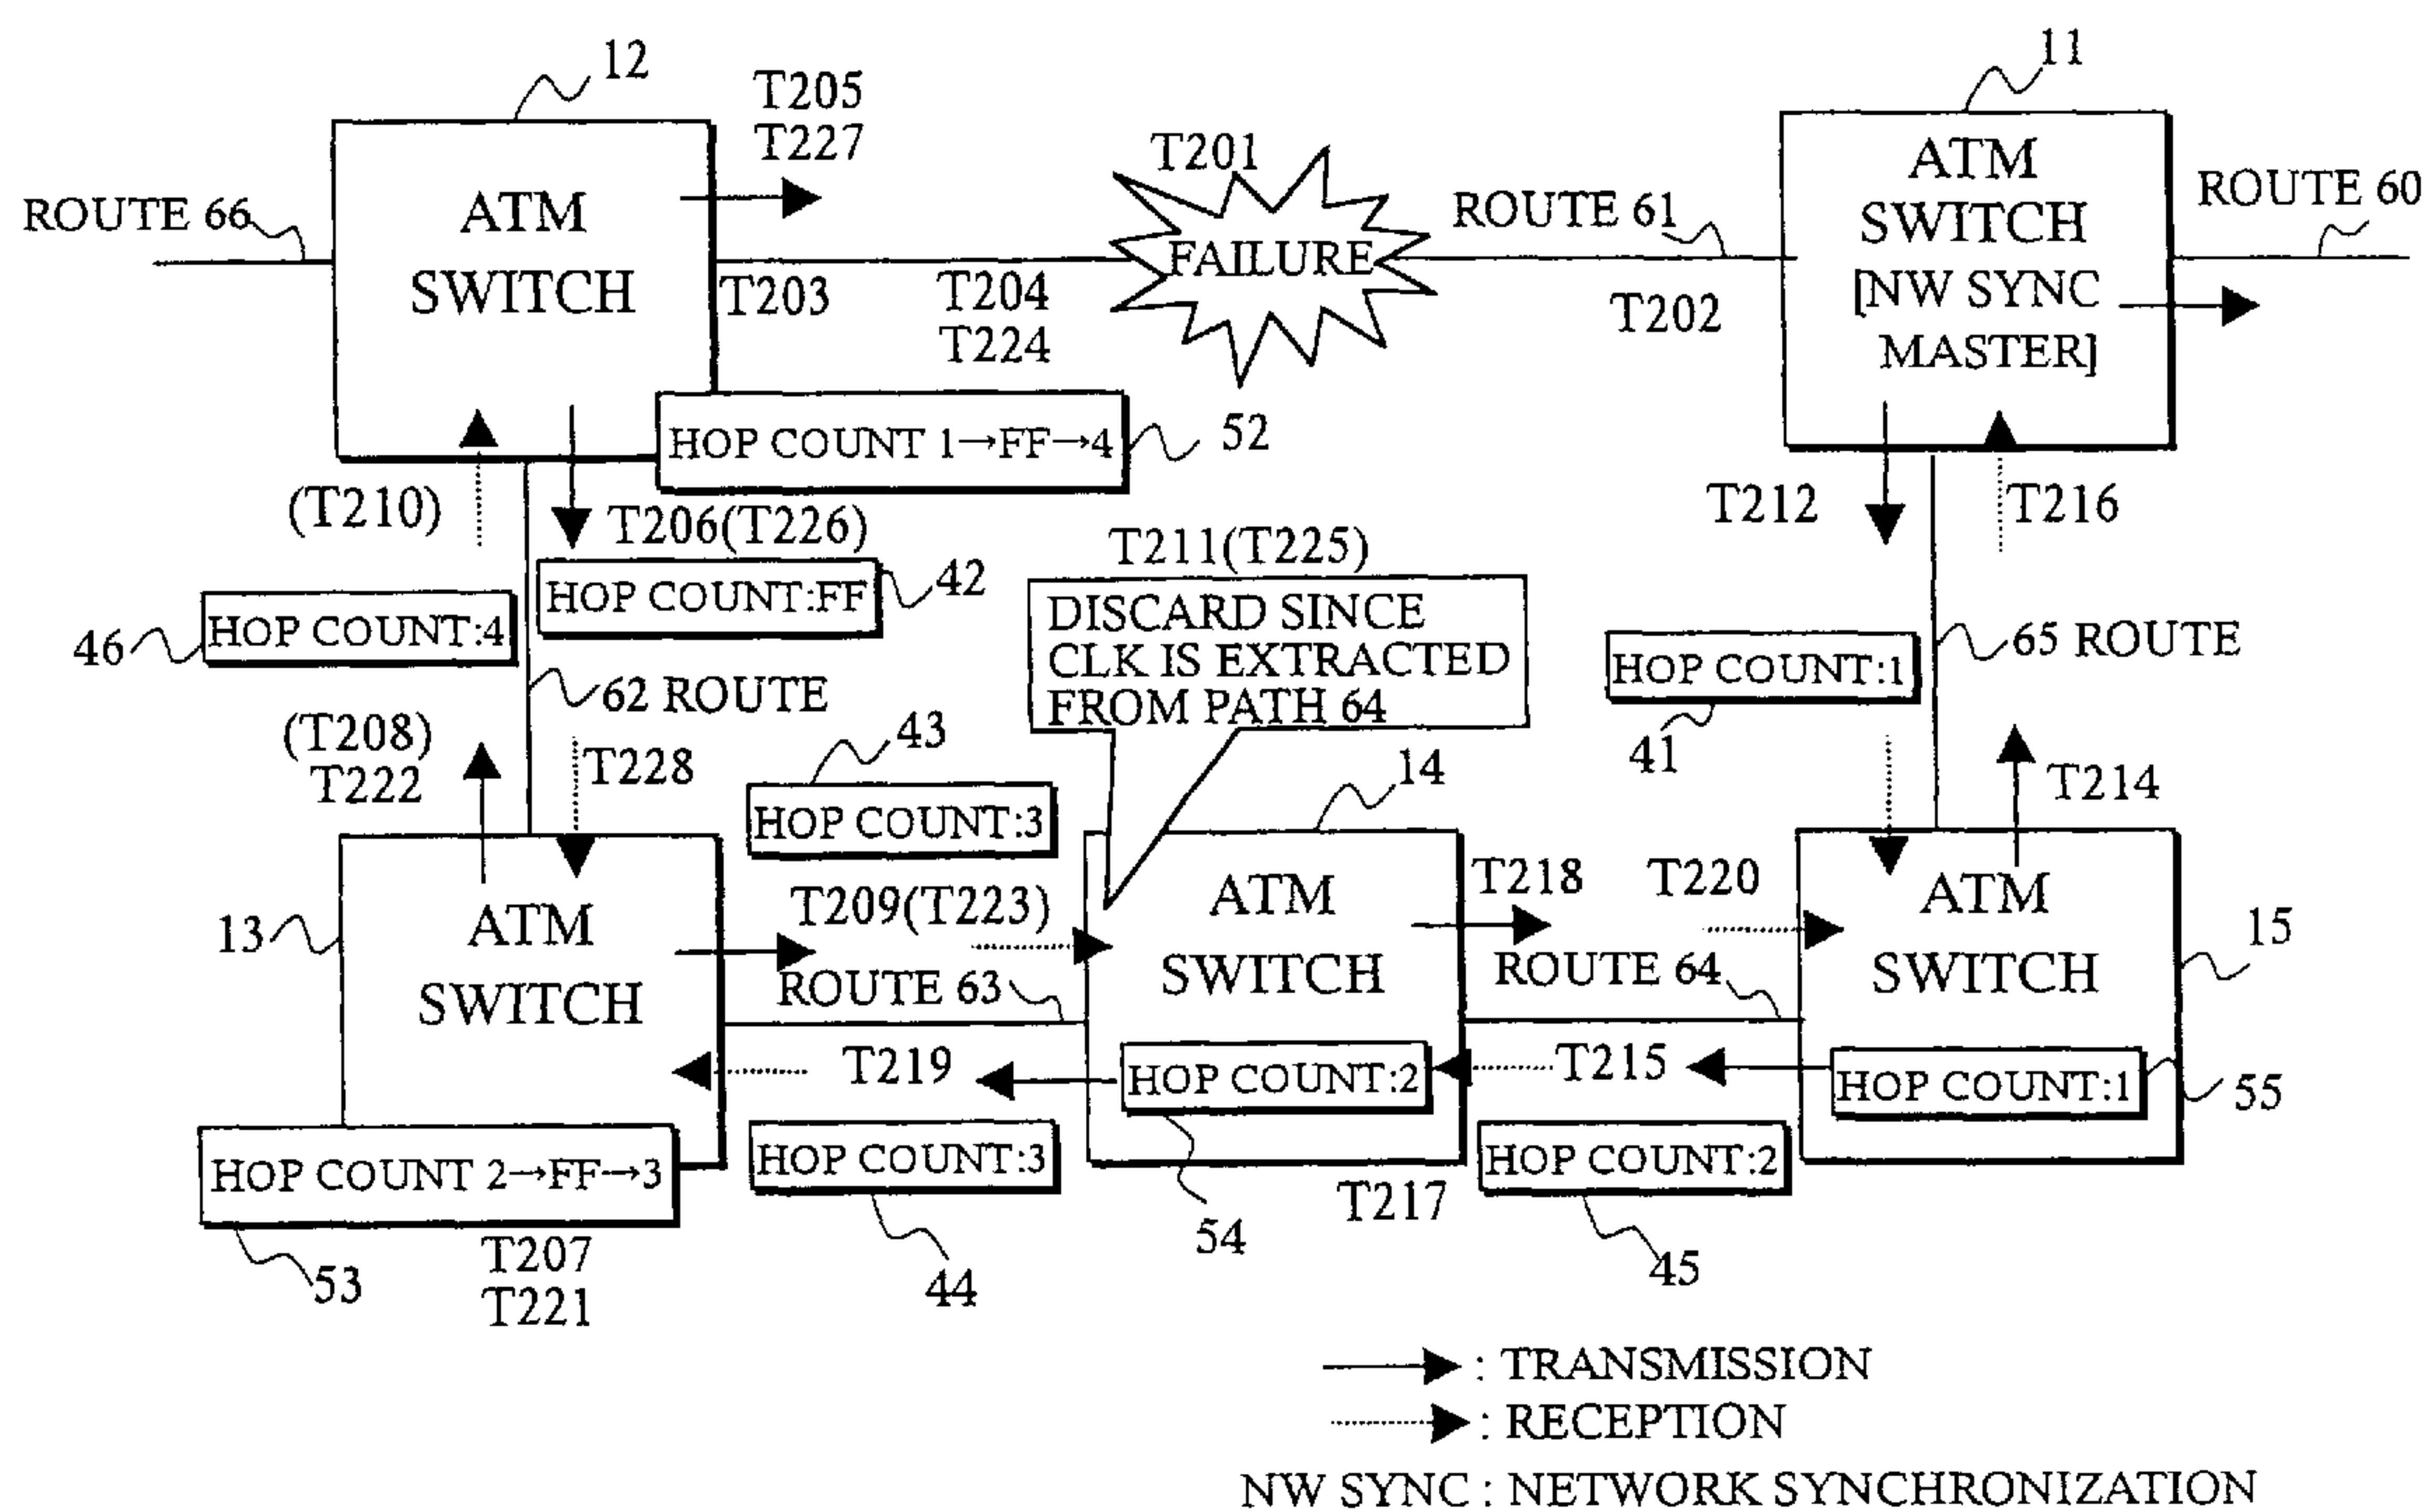 12
11
T205
T227
T201
ATM
SWITCH
[NW SYNC
MASTER]
ROUTE 66
ATM
SWITCH
FAILURE
ROUTE 61
ROUTE 60
T203
T204
T224
T202
HOP COUNT 1→FF→4
52
(T210)
T206(T226)
T212
T216
HOP COUNT:4
46
HOP COUNT:FF
42
T211(T225)
DISCARD SINCE
CLK IS EXTRACTED
FROM PATH 64
HOP COUNT:1
41
65 ROUTE
62 ROUTE
(T208)
T222
T228
43
HOP COUNT:3
14
T214
13
ATM
SWITCH
T209(T223)
ROUTE 63
ATM
SWITCH
T218
T220
ROUTE 64
ATM
SWITCH
15
T219
HOP COUNT:2
T215
HOP COUNT:1
55
HOP COUNT 2→FF→3
53
T207
T221
HOP COUNT:3
44
54
T217
HOP COUNT:2
45
: TRANSMISSION
: RECEPTION
NW SYNC : NETWORK SYNCHRONIZATION